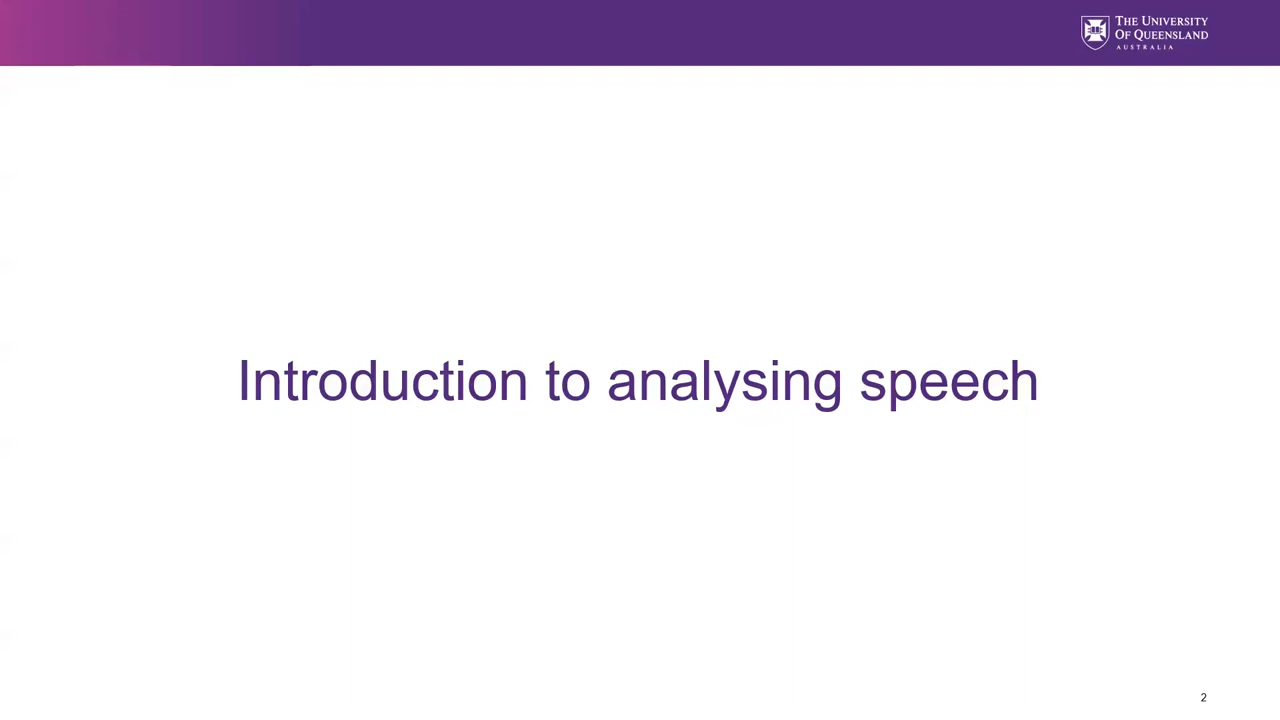 THE UNIVERSITY
OF QUEENSLAND
AUSTRALIA
Introduction to analysing speech
2